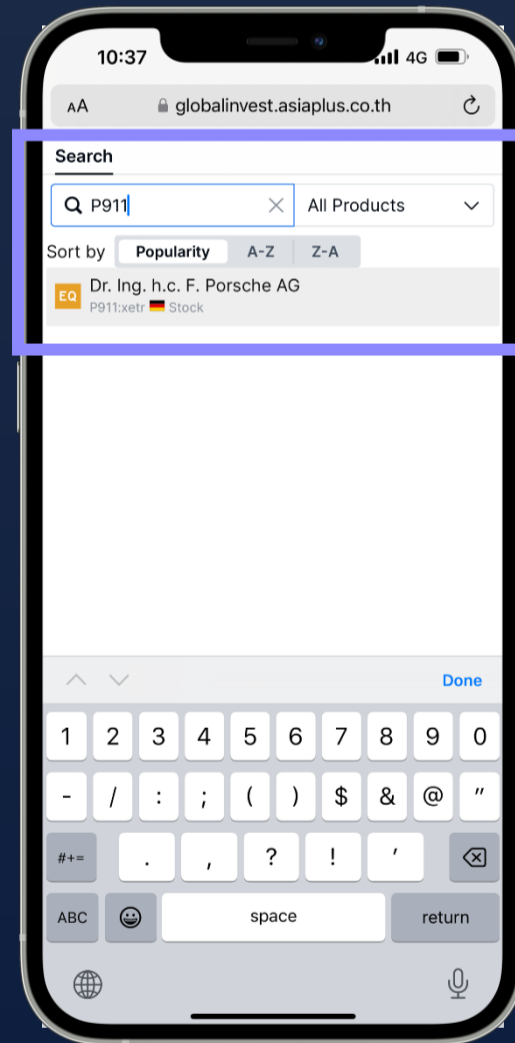 10:37
4G
AA
globalinvest.asiaplus.co.th
Search
P911
All Products
Sort by
Popularity
A-Z
Z-A
EQ
Dr. Ing. h.c. F. Porsche AG
P911:xetr
Stock
Done
1 2 3 4 5 6 7 8 9 0
- / : ; ( ) $ & @ "
#+= . , ? ! '
ABC space return